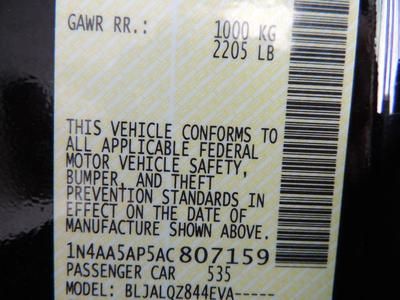 GAWR RR.: 1000 KG
2205 LB
THIS VEHICLE CONFORMS TO
ALL APPLICABLE FEDERAL
MOTOR VEHICLE SAFETY,
BUMPER, AND THEFT
PREVENTION STANDARDS IN
EFFECT ON THE DATE OF
MANUFACTURE SHOWN ABOVE.
1N4AA5AP5AC807159
PASSENGER CAR 535
MODEL: BLJALQZ844EVA-----